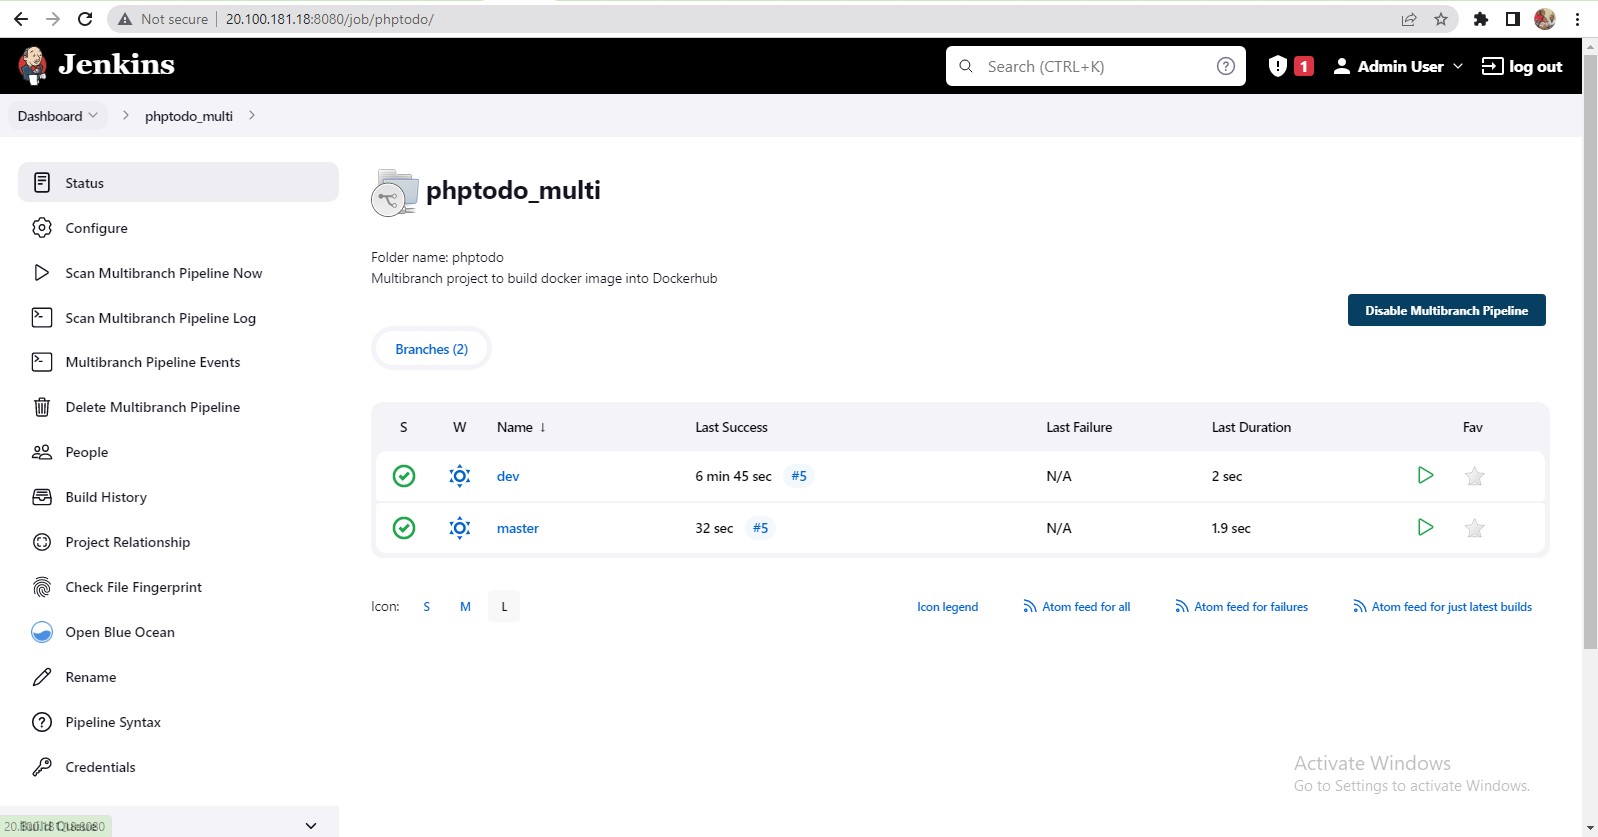 Not secure
20.100.181.18:8080/job/phptodo/
Jenkins
Search (CTRL+K)
1
Admin User
log out
Dashboard
phptodo_multi
Status
Configure
Scan Multibranch Pipeline Now
Scan Multibranch Pipeline Log
Multibranch Pipeline Events
Delete Multibranch Pipeline
People
Build History
Project Relationship
Check File Fingerprint
Open Blue Ocean
Rename
Pipeline Syntax
Credentials
phptodo_multi
Folder name: phptodo
Multibranch project to build docker image into Dockerhub
Disable Multibranch Pipeline
Branches (2)
S W Name ↓ Last Success Last Failure Last Duration Fav
dev 6 min 45 sec #5 N/A 2 sec
master 32 sec #5 N/A 1.9 sec
Icon: S M L
Icon legend
Atom feed for all
Atom feed for failures
Atom feed for just latest builds
Activate Windows
Go to Settings to activate Windows.